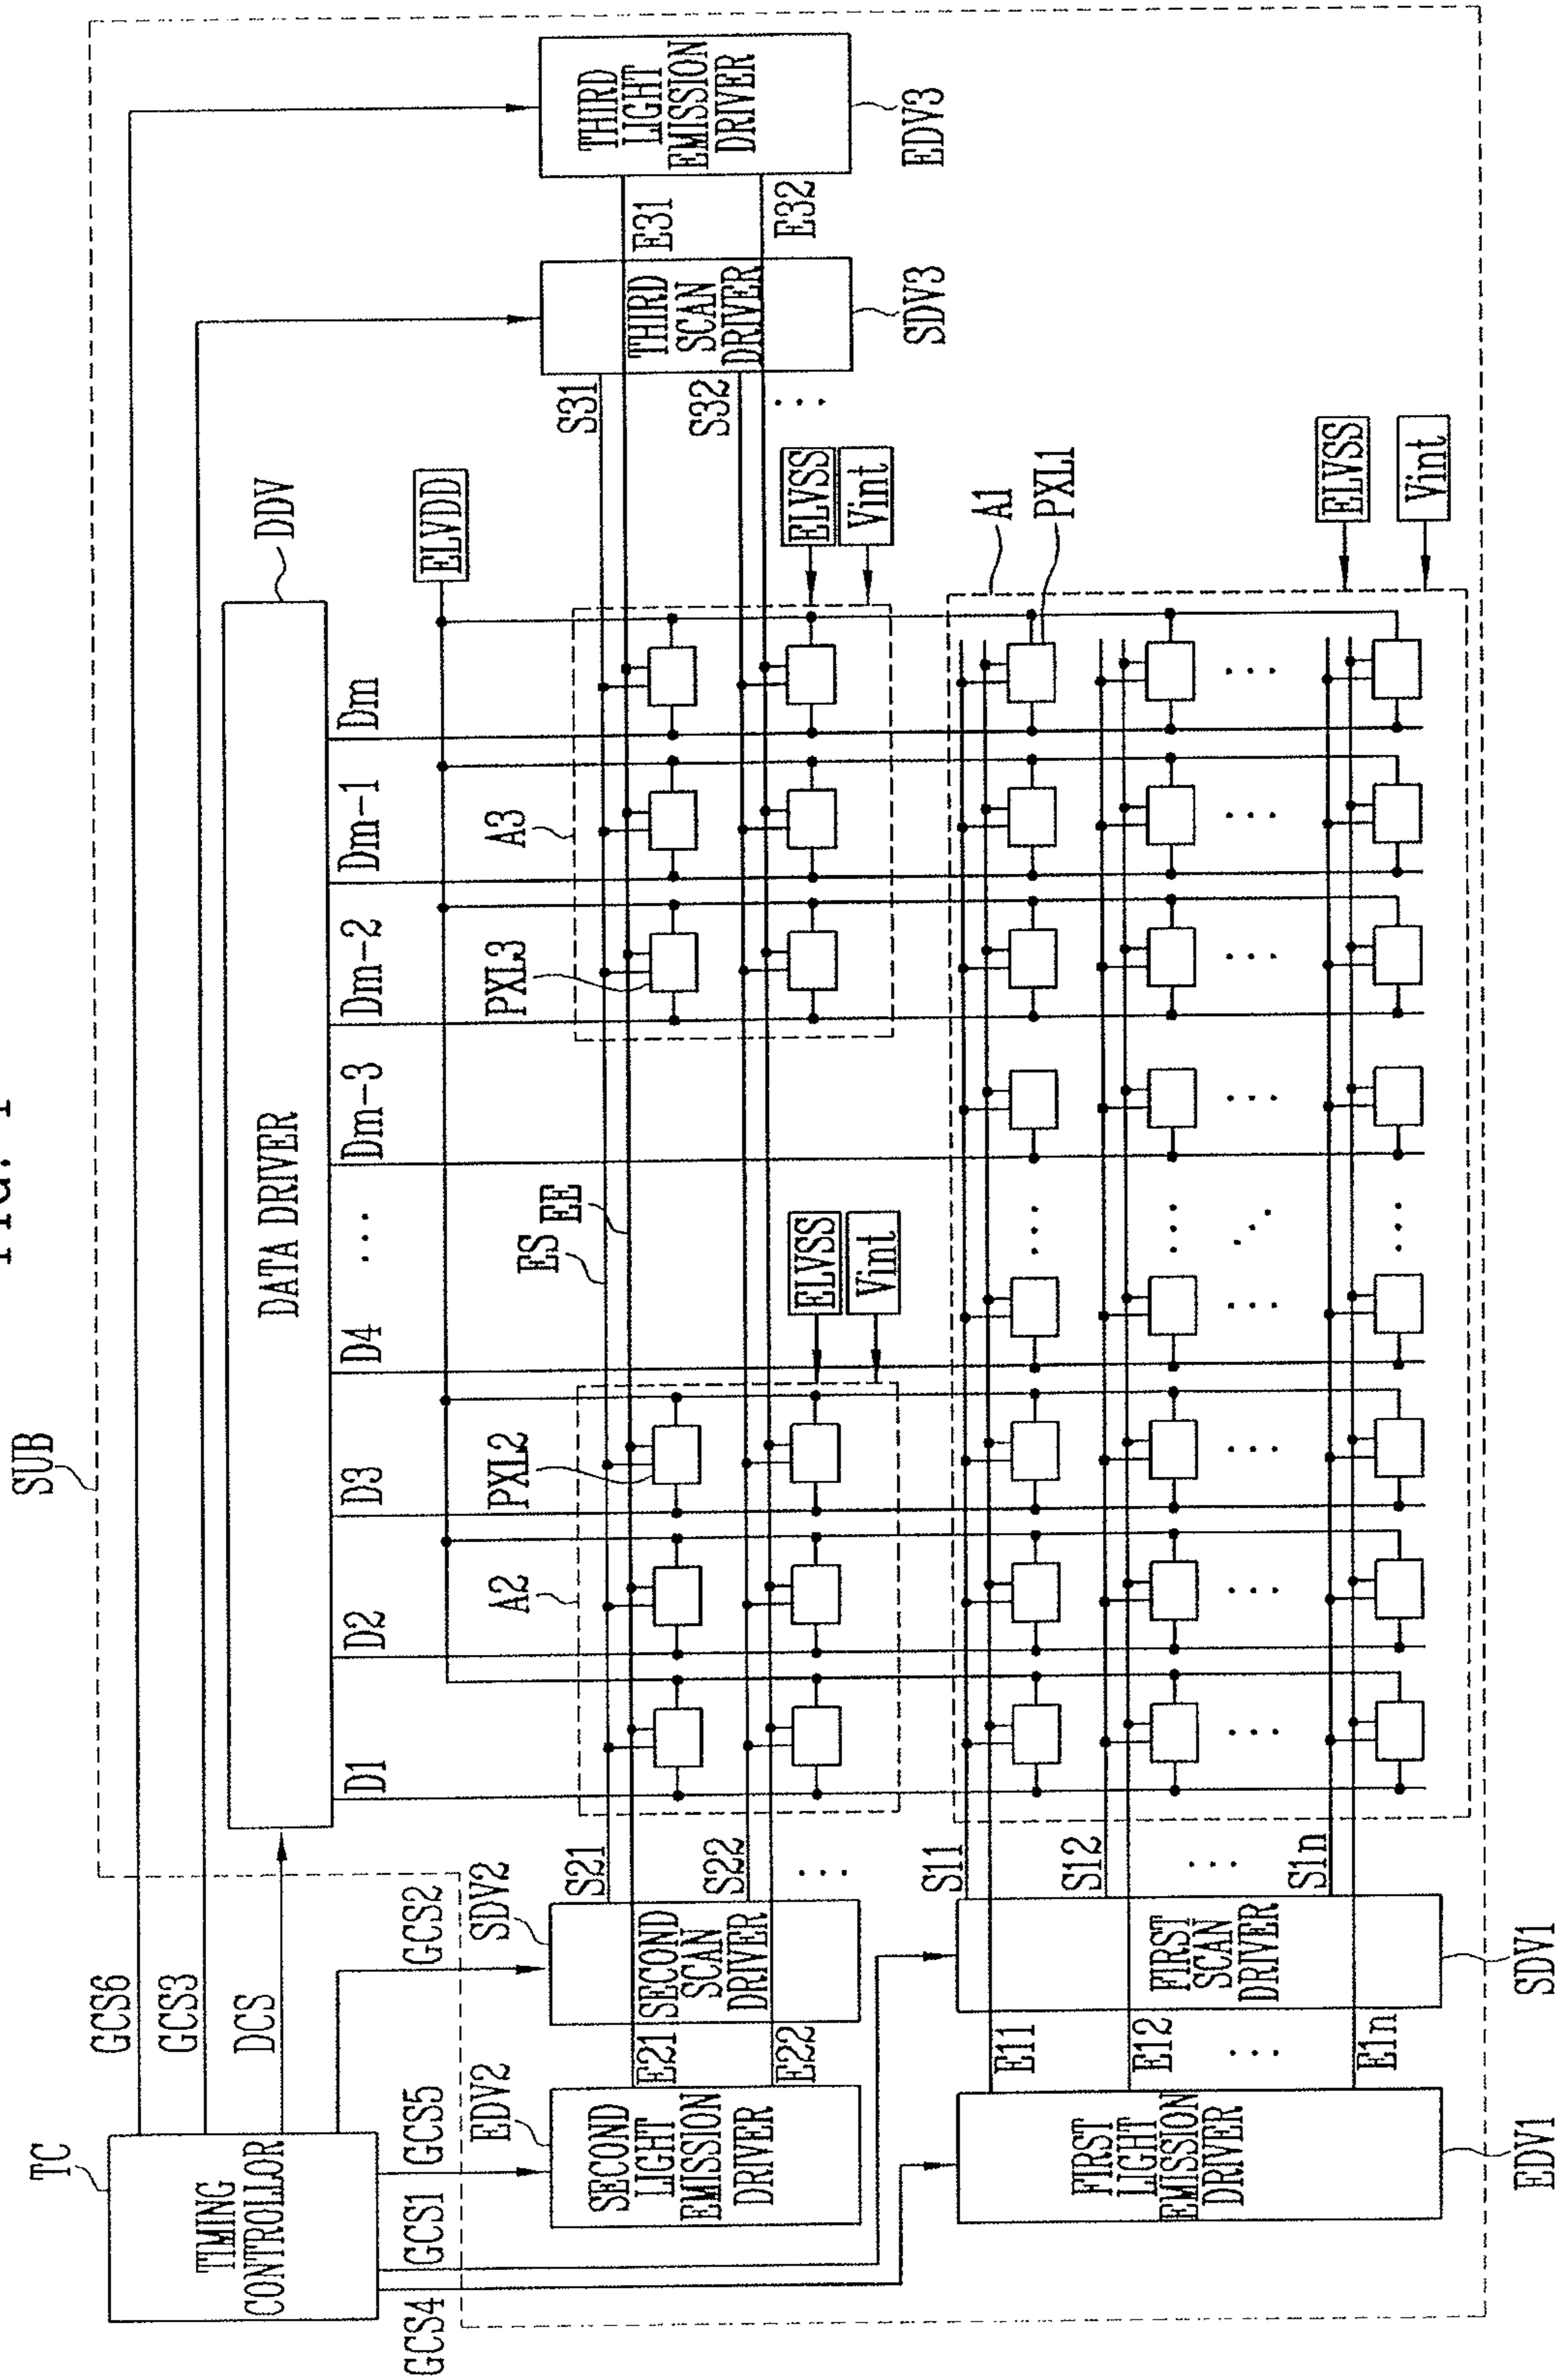 FIG. 1
SUB
TC
TIMING
CONTROLLOR
GCS6
GCS3
DCS
GCS2
GCS5
GCS1
GCS4
DATA DRIVER
DDV
D1
D2
D3
D4
...
Dm-3
Dm-2
Dm-1
Dm
ELVDD
SDV2
EDV2
SECOND
LIGHT
EMISSION
DRIVER
E21
E22
SECOND
SCAN
DRIVER
S21
S22
...
A2
PXL2
ES
EE
ELVSS
Vint
PXL3
A3
ELVSS
Vint
S31
S32
...
THIRD
SCAN
DRIVER
SDV3
E31
E32
THIRD
LIGHT
EMISSION
DRIVER
EDV3
FIRST
LIGHT
EMISSION
DRIVER
EDV1
E11
E12
...
E1n
FIRST
SCAN
DRIVER
SDV1
S11
S12
...
S1n
A1
PXL1
ELVSS
Vint